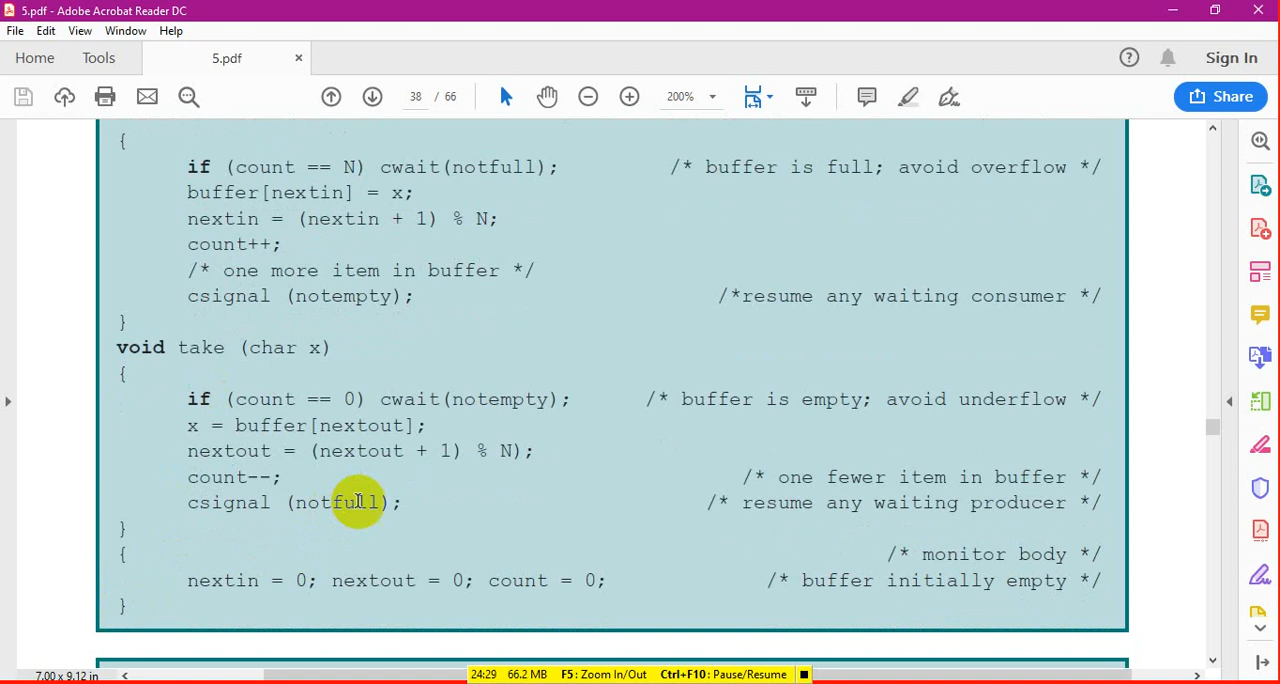 5.pdf - Adobe Acrobat Reader DC
File Edit View Window Help
Home Tools 5.pdf × Sign In
38 / 66 200% Share
{
if (count == N) cwait(notfull); /* buffer is full; avoid overflow */
buffer[nextin] = x;
nextin = (nextin + 1) % N;
count++;
/* one more item in buffer */
csignal (notempty); /*resume any waiting consumer */
}
void take (char x)
{
if (count == 0) cwait(notempty); /* buffer is empty; avoid underflow */
x = buffer[nextout];
nextout = (nextout + 1) % N);
count--; /* one fewer item in buffer */
csignal (notfull); /* resume any waiting producer */
}
{ /* monitor body */
nextin = 0; nextout = 0; count = 0; /* buffer initially empty */
}
7.00 x 9.12 in
24:29 66.2 MB F5: Zoom In/Out Ctrl+F10: Pause/Resume